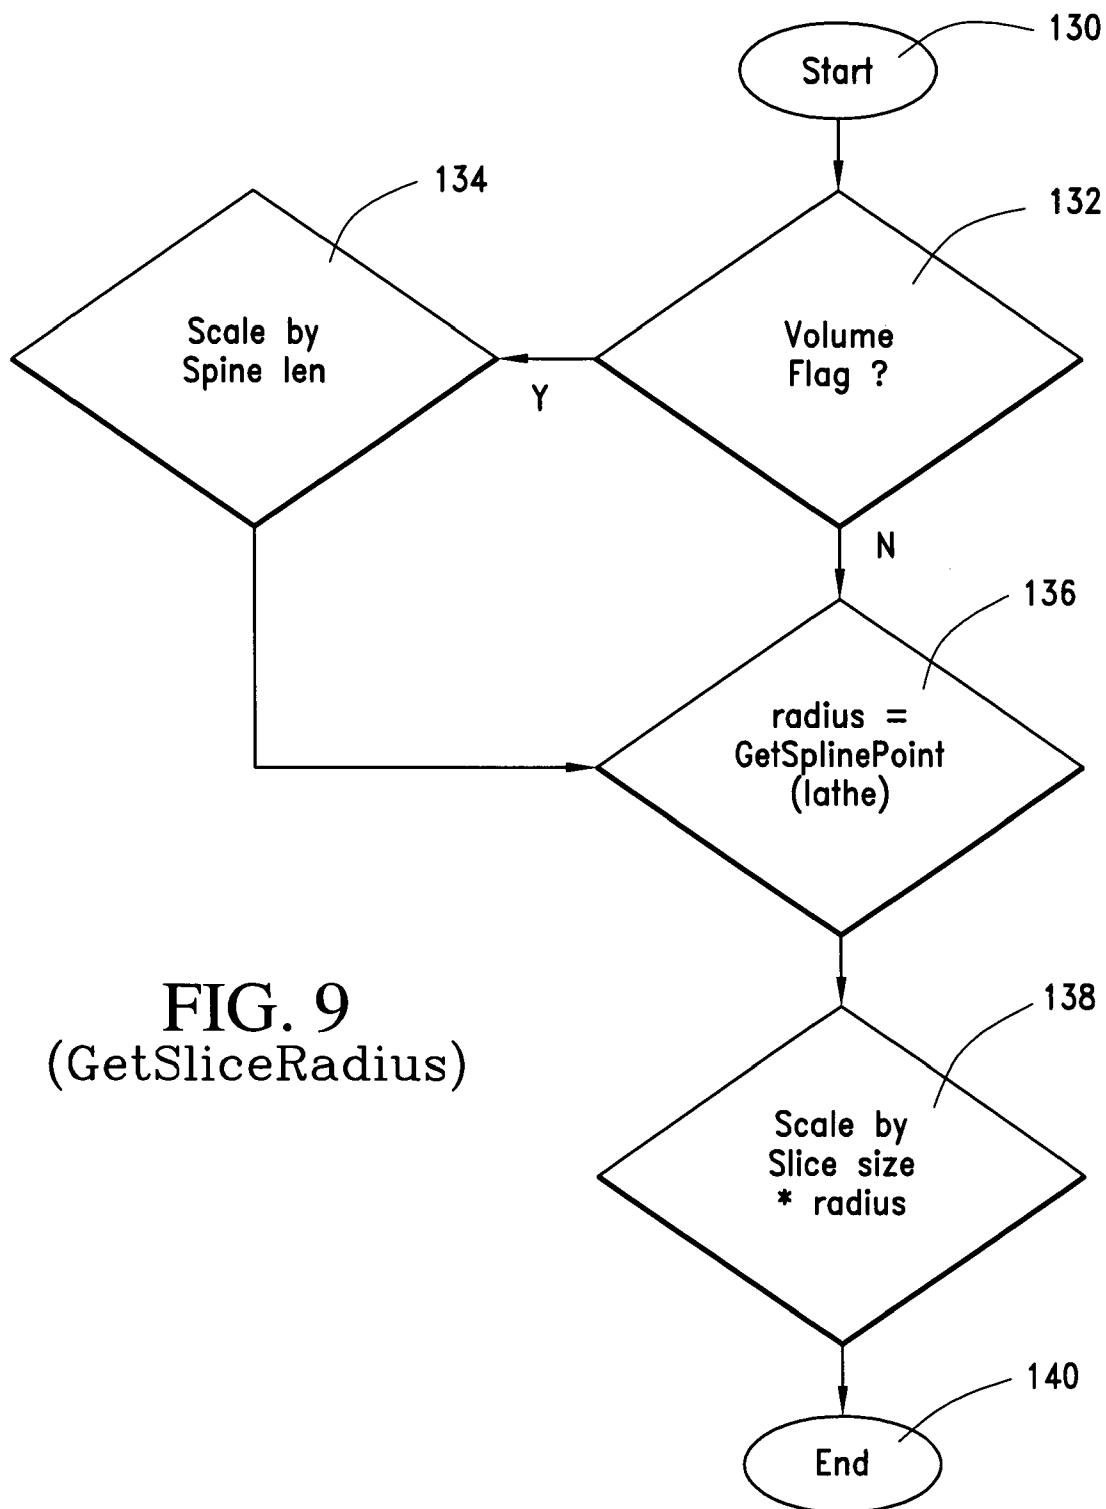 130
Start
134
132
Scale by
Spine len
Volume
Flag ?
Y
N
136
radius =
GetSplinePoint
(lathe)
FIG. 9
(GetSliceRadius)
138
Scale by
Slice size
* radius
140
End